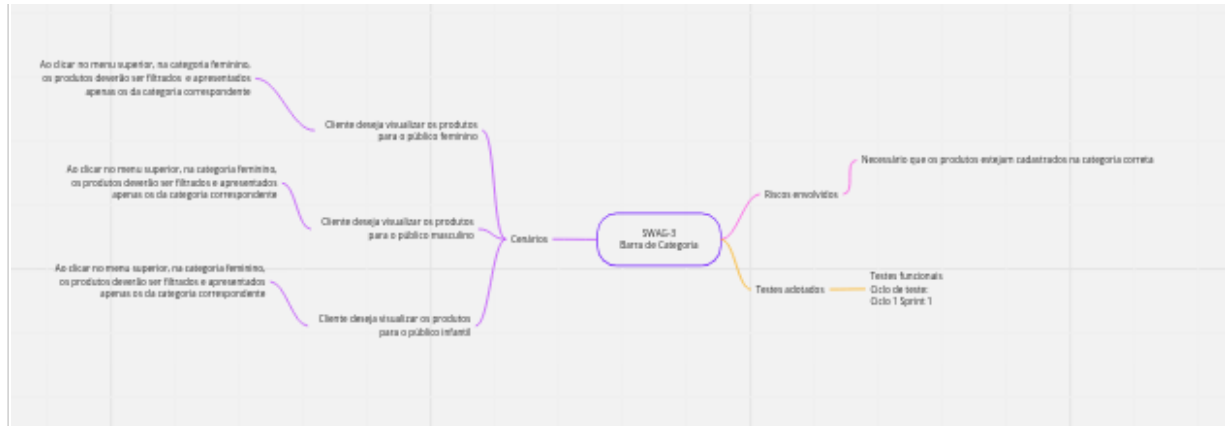 Ao clicar no menu superior, na categoria feminino,
os produtos deverão ser filtrados e apresentados
apenas os da categoria correspondente
Cliente deseja visualizar os produtos
para o público feminino
Ao clicar no menu superior, na categoria feminino,
os produtos deverão ser filtrados e apresentados
apenas os da categoria correspondente
Cliente deseja visualizar os produtos
para o público masculino
Ao clicar no menu superior, na categoria feminino,
os produtos deverão ser filtrados e apresentados
apenas os da categoria correspondente
Cliente deseja visualizar os produtos
para o público infantil
Cenários
SWAG-3
Barra de Categoria
Riscos envolvidos
Necessário que os produtos estejam cadastrados na categoria correta
Testes adotados
Testes funcionais
Ciclo de teste:
Ciclo 1 Sprint 1